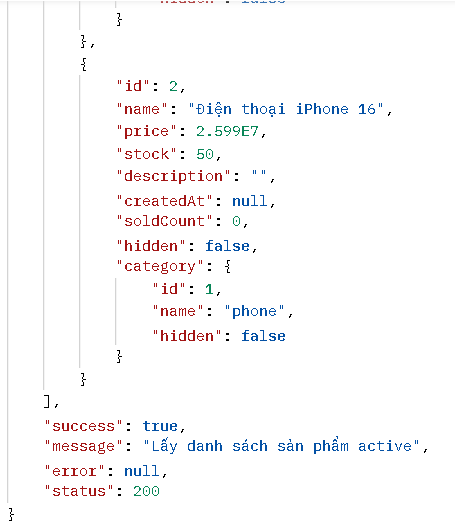 }
},
{
"id": 2,
"name": "Điện thoại iPhone 16",
"price": 2.599E7,
"stock": 50,
"description": "",
"createdAt": null,
"soldCount": 0,
"hidden": false,
"category": {
"id": 1,
"name": "phone",
"hidden": false
}
}
],
"success": true,
"message": "Lấy danh sách sản phẩm active",
"error": null,
"status": 200
}